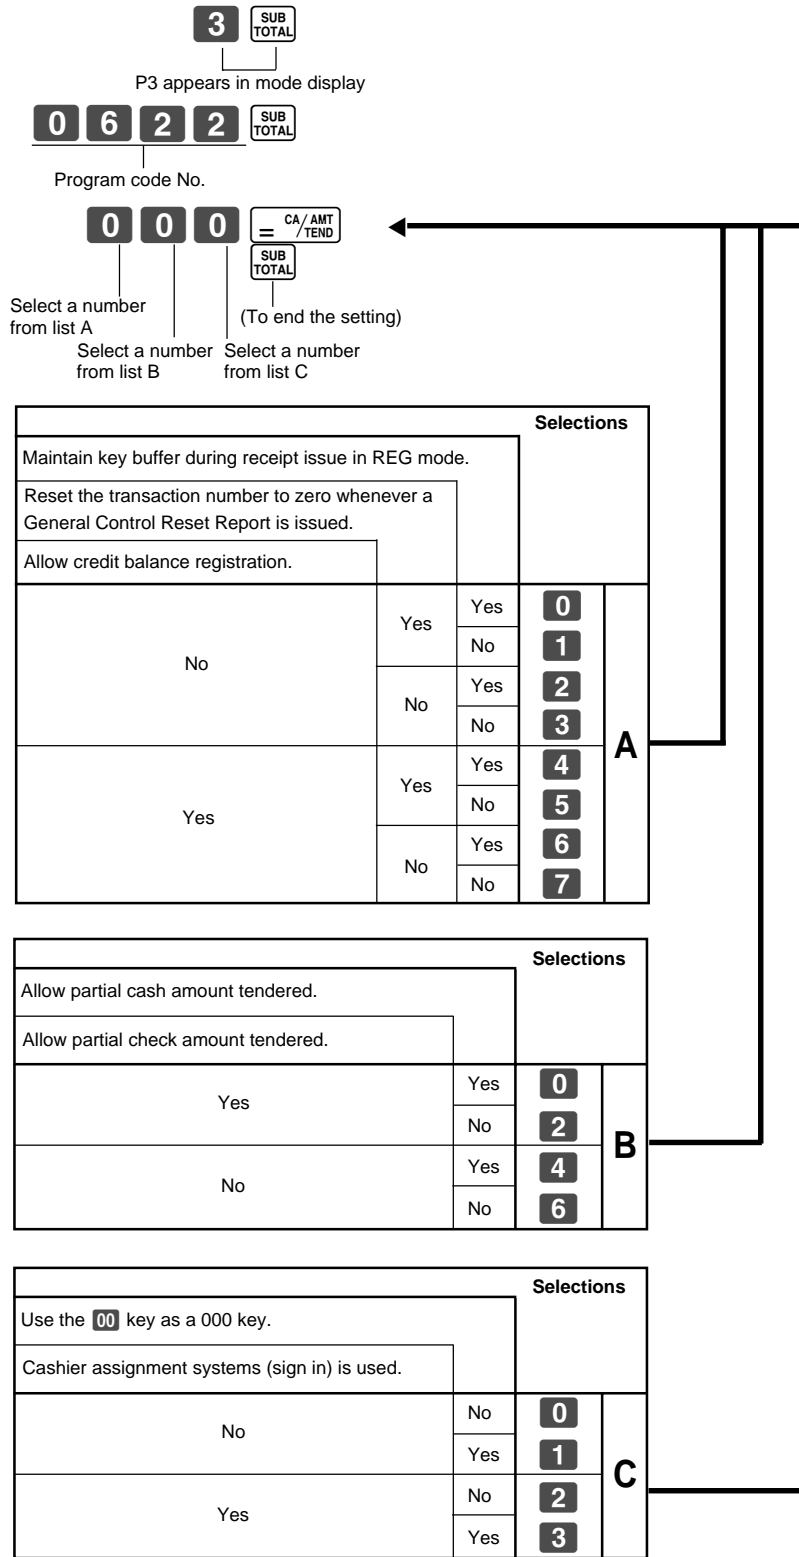 3 SUB TOTAL
P3 appears in mode display
0 6 2 2 SUB TOTAL
Program code No.
0 0 0 = CA/AMT TEND
SUB TOTAL
Select a number from list A
(To end the setting)
Select a number from list B
Select a number from list C
Selections
Maintain key buffer during receipt issue in REG mode.
Reset the transaction number to zero whenever a
General Control Reset Report is issued.
Allow credit balance registration.
No Yes Yes 0
No 1
No Yes 2
No 3
A
Yes Yes Yes 4
No 5
No Yes 6
No 7
Selections
Allow partial cash amount tendered.
Allow partial check amount tendered.
Yes Yes 0
No 2
B
No Yes 4
No 6
Selections
Use the 00 key as a 000 key.
Cashier assignment systems (sign in) is used.
No No 0
Yes 1
C
Yes No 2
Yes 3